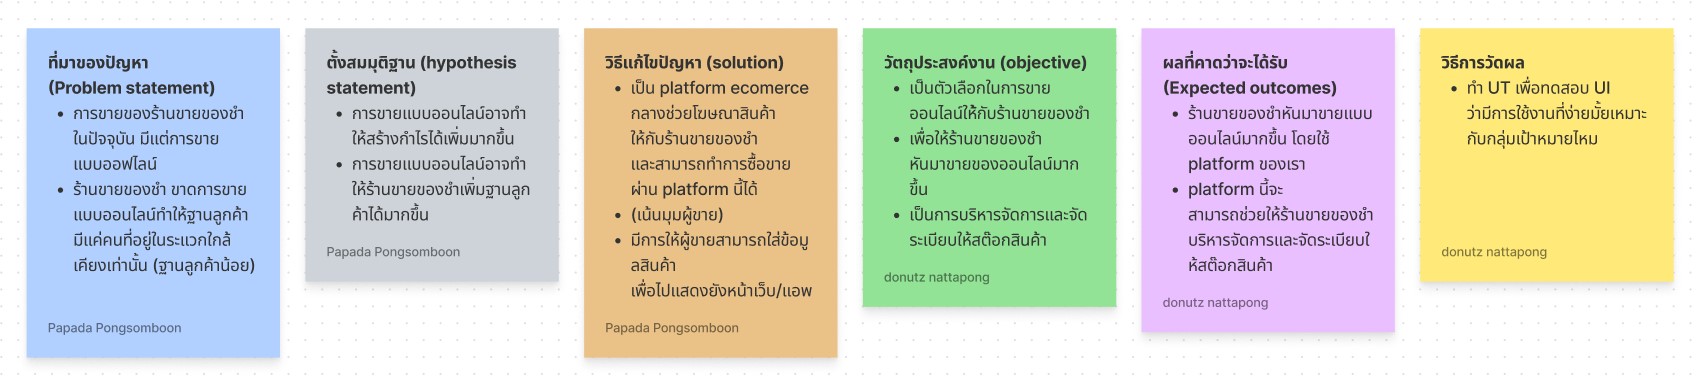 ที่มาของปัญหา
(Problem statement)
• การขายของร้านขายของชำ
ในปัจจุบัน มีแต่การขาย
แบบออฟไลน์
• ร้านขายของชำ ขาดการขาย
แบบออนไลน์ทำให้ฐานลูกค้า
มีแค่คนที่อยู่ในระแวกใกล้
เคียงเท่านั้น (ฐานลูกค้าน้อย)
Papada Pongsomboon
ตั้งสมมุติฐาน (hypothesis
statement)
• การขายแบบออนไลน์อาจทำ
ให้สร้างกำไรได้เพิ่มมากขึ้น
• การขายแบบออนไลน์อาจทำ
ให้ร้านขายของชำเพิ่มฐานลูก
ค้าได้มากขึ้น
Papada Pongsomboon
วิธีแก้ไขปัญหา (solution)
• เป็น platform ecomerce
กลางช่วยโฆษณาสินค้า
ให้กับร้านขายของชำ
และสามารถทำการซื้อขาย
ผ่าน platform นี้ได้
• (เน้นมุมผู้ขาย)
• มีการให้ผู้ขายสามารถใส่ข้อมู
ลสินค้า
เพื่อไปแสดงยังหน้าเว็บ/แอพ
Papada Pongsomboon
วัตถุประสงค์งาน (objective)
• เป็นตัวเลือกในการขาย
ออนไลน์ให้กับร้านขายของชำ
• เพื่อให้ร้านขายของชำ
หันมาขายของออนไลน์มาก
ขึ้น
• เป็นการบริหารจัดการและจัด
ระเบียบให้สต๊อกสินค้า
donutz nattapong
ผลที่คาดว่าจะได้รับ
(Expected outcomes)
• ร้านขายของชำหันมาขายแบบ
ออนไลน์มากขึ้น โดยใช้
platform ของเรา
• platform นี้จะ
สามารถช่วยให้ร้านขายของชำ
บริหารจัดการและจัดระเบียบใ
ห้สต๊อกสินค้า
donutz nattapong
วิธีการวัดผล
• ทำ UT เพื่อทดสอบ UI
ว่ามีการใช้งานที่ง่ายมั้ยเหมาะ
กับกลุ่มเป้าหมายไหม
donutz nattapong